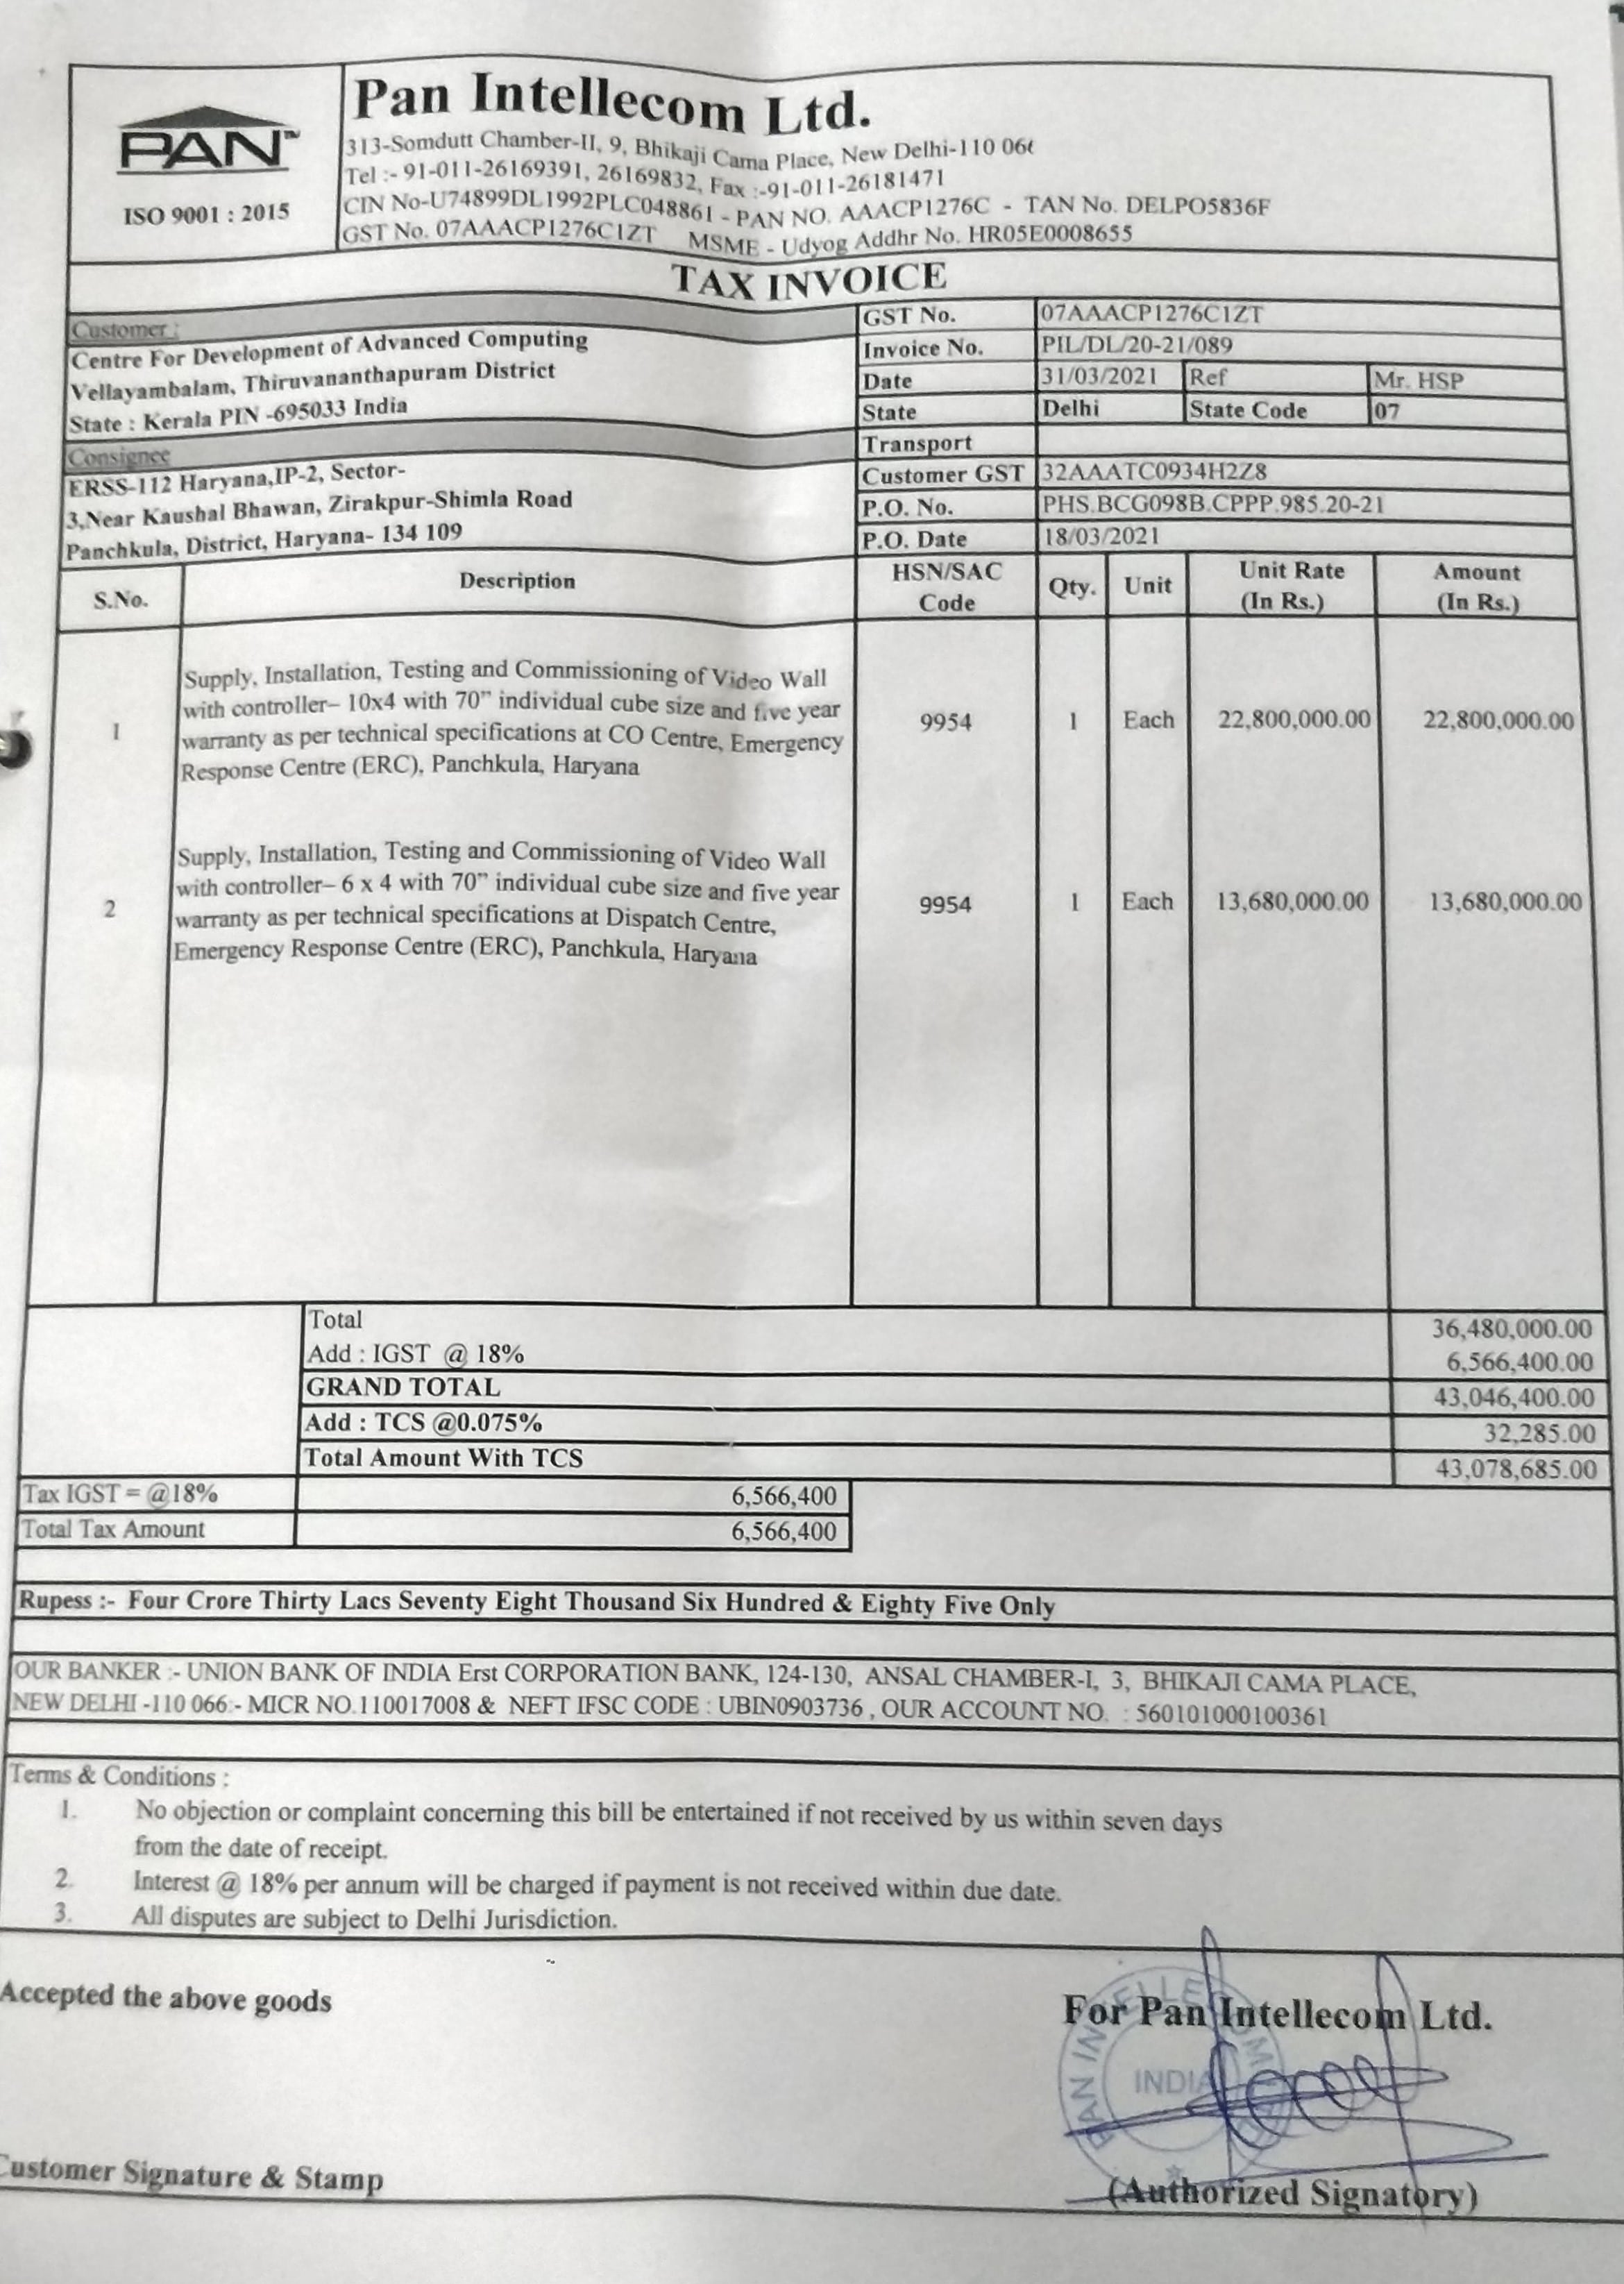 PAN™
ISO 9001 : 2015
Pan Intellecom Ltd.
313-Somdutt Chamber-II, 9, Bhikaji Cama Place, New Delhi-110 066
Tel :- 91-011-26169391, 26169832, Fax :-91-011-26181471
CIN No-U74899DL1992PLC048861 - PAN NO. AAACP1276C - TAN No. DELPO5836F
GST No. 07AAACP1276C1ZT MSME - Udyog Addhr No. HR05E0008655
TAX INVOICE
Customer :
Centre For Development of Advanced Computing
Vellayambalam, Thiruvananthapuram District
State : Kerala PIN -695033 India
Consignee
ERSS-112 Haryana,IP-2, Sector-
3,Near Kaushal Bhawan, Zirakpur-Shimla Road
Panchkula, District, Haryana- 134 109
GST No. 07AAACP1276C1ZT
Invoice No. PIL/DL/20-21/089
Date 31/03/2021 Ref Mr. HSP
State Delhi State Code 07
Transport
Customer GST 32AAATC0934H2Z8
P.O. No. PHS.BCG098B.CPPP.985.20-21
P.O. Date 18/03/2021
S.No. Description HSN/SAC Code Qty. Unit Unit Rate (In Rs.) Amount (In Rs.)
1 Supply, Installation, Testing and Commissioning of Video Wall
with controller– 10x4 with 70” individual cube size and five year
warranty as per technical specifications at CO Centre, Emergency
Response Centre (ERC), Panchkula, Haryana
9954 1 Each 22,800,000.00 22,800,000.00
2 Supply, Installation, Testing and Commissioning of Video Wall
with controller– 6 x 4 with 70” individual cube size and five year
warranty as per technical specifications at Dispatch Centre,
Emergency Response Centre (ERC), Panchkula, Haryana
9954 1 Each 13,680,000.00 13,680,000.00
Total 36,480,000.00
Add : IGST @ 18% 6,566,400.00
GRAND TOTAL 43,046,400.00
Add : TCS @0.075% 32,285.00
Total Amount With TCS 43,078,685.00
Tax IGST = @18% 6,566,400
Total Tax Amount 6,566,400
Rupess :- Four Crore Thirty Lacs Seventy Eight Thousand Six Hundred & Eighty Five Only
OUR BANKER :- UNION BANK OF INDIA Erst CORPORATION BANK, 124-130, ANSAL CHAMBER-I, 3, BHIKAJI CAMA PLACE,
NEW DELHI -110 066:- MICR NO.110017008 & NEFT IFSC CODE : UBIN0903736 , OUR ACCOUNT NO. : 560101000100361
Terms & Conditions :
1. No objection or complaint concerning this bill be entertained if not received by us within seven days
from the date of receipt.
2. Interest @ 18% per annum will be charged if payment is not received within due date.
3. All disputes are subject to Delhi Jurisdiction.
Accepted the above goods
For Pan Intellecom Ltd.
PAN INTELLECOM
INDIA
Customer Signature & Stamp
(Authorized Signatory)